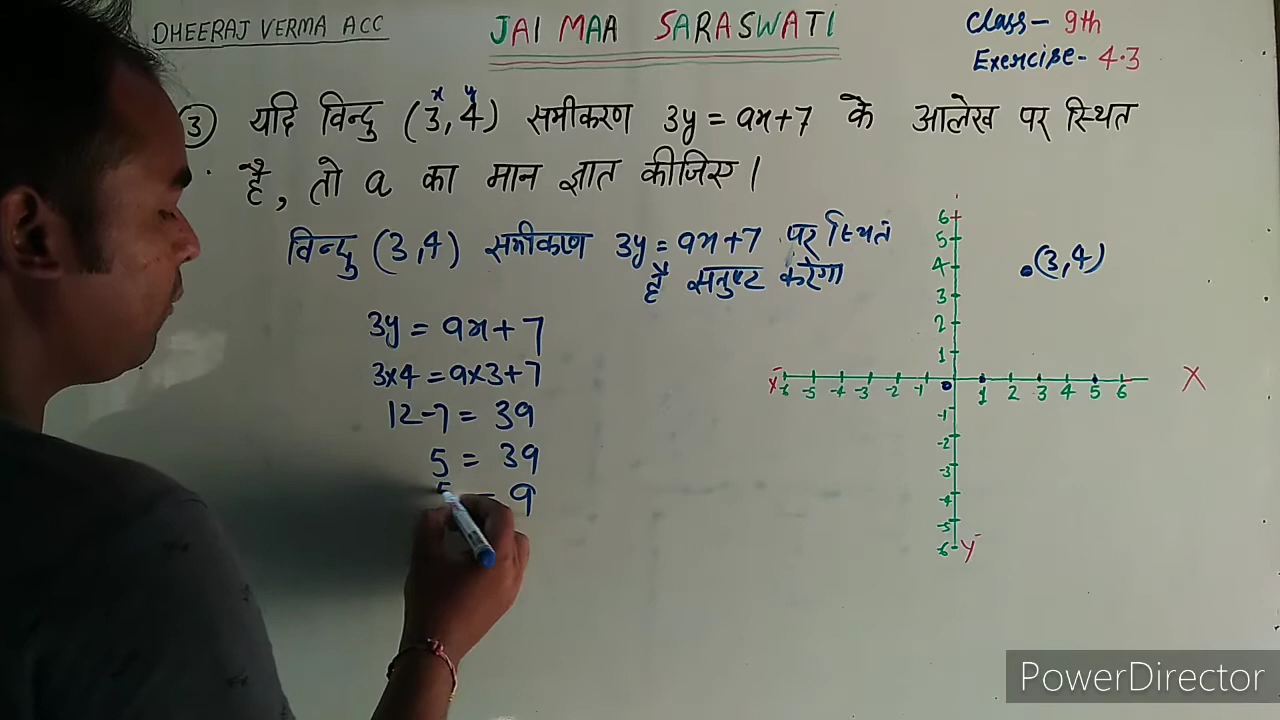 DHEERAJ VERMA ACC
JAI MAA SARASWATI
Class- 9th
Exercise- 4.3
x y
③ यदि विन्दु (3,4) समीकरण 3y = ax+7 के आलेख पर स्थित
है, तो a का मान ज्ञात कीजिए।
विन्दु (3,4) समीकरण 3y = ax+7 पर स्थित
है सन्तुष्ट करेगा
3y = ax+7
3x4 = ax3+7
12-7 = 3a
5 = 3a
5 = a
6
5
4
3
2
1
(3,4)
X' -6 -5 -4 -3 -2 -1 0 1 2 3 4 5 6 X
-1
-2
-3
-4
-5
-6 Y'
PowerDirector